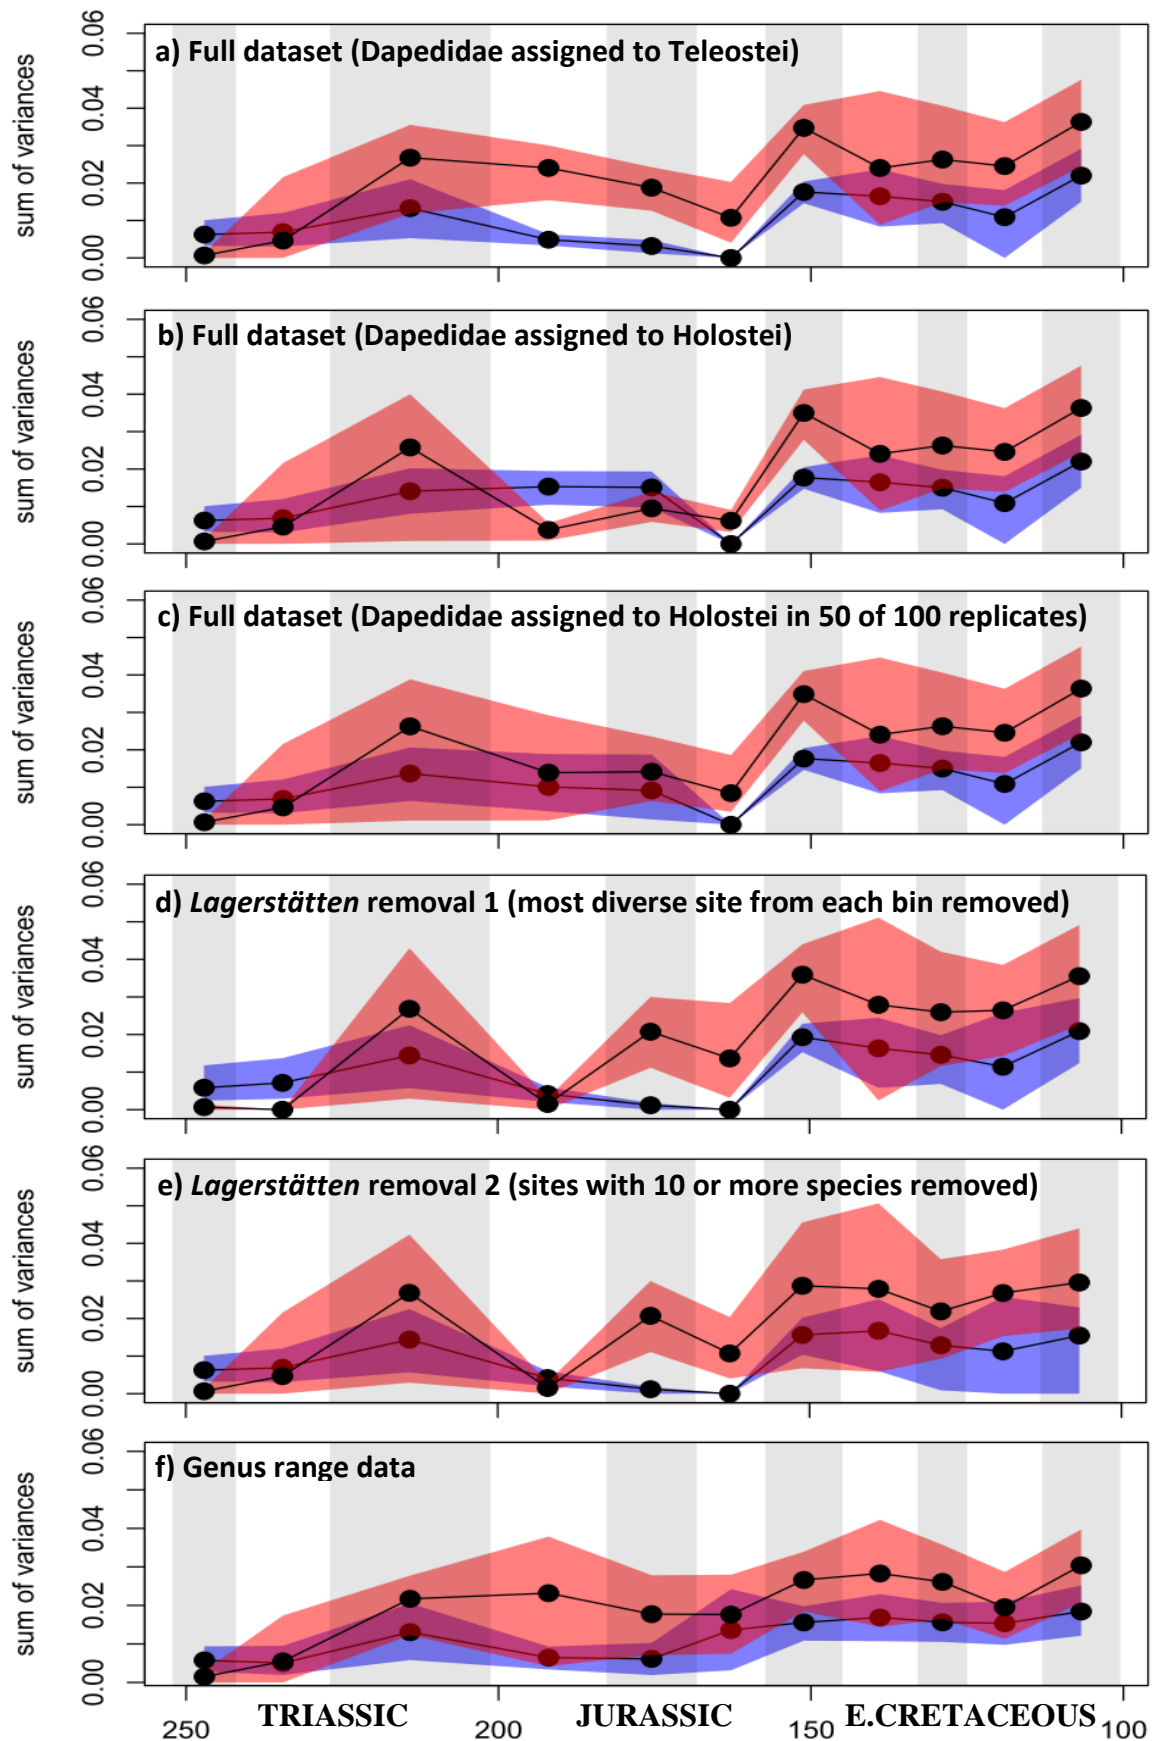 a) Full dataset (Dapedidae assigned to Teleostei)
sum of variances
0.00 0.02 0.04 0.06
b) Full dataset (Dapedidae assigned to Holostei)
sum of variances
0.00 0.02 0.04 0.06
c) Full dataset (Dapedidae assigned to Holostei in 50 of 100 replicates)
sum of variances
0.00 0.02 0.04 0.06
d) Lagerstätten removal 1 (most diverse site from each bin removed)
sum of variances
0.00 0.02 0.04 0.06
e) Lagerstätten removal 2 (sites with 10 or more species removed)
sum of variances
0.00 0.02 0.04 0.06
f) Genus range data
sum of variances
0.00 0.02 0.04 0.06
TRIASSIC JURASSIC E.CRETACEOUS
250 200 150 100